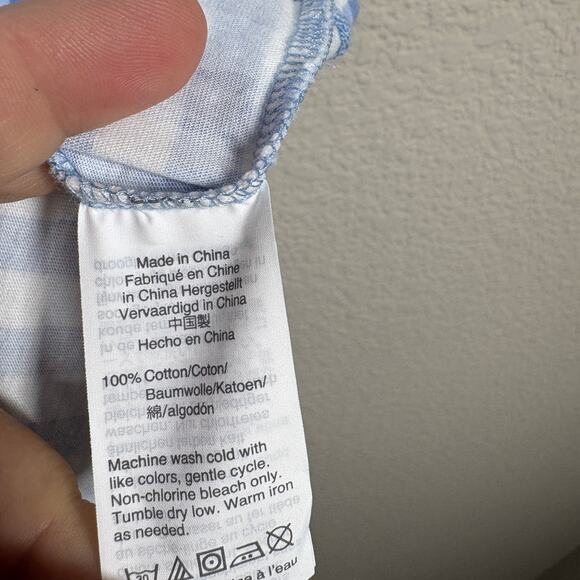 Made in China
Fabriqué en Chine
in China Hergestellt
Vervaardigd in China
中国製
Hecho en China
100% Cotton/Coton/
Baumwolle/Katoen/
綿/algodón
Machine wash cold with
like colors, gentle cycle.
Non-chlorine bleach only.
Tumble dry low. Warm iron
as needed.
30
à l'eau